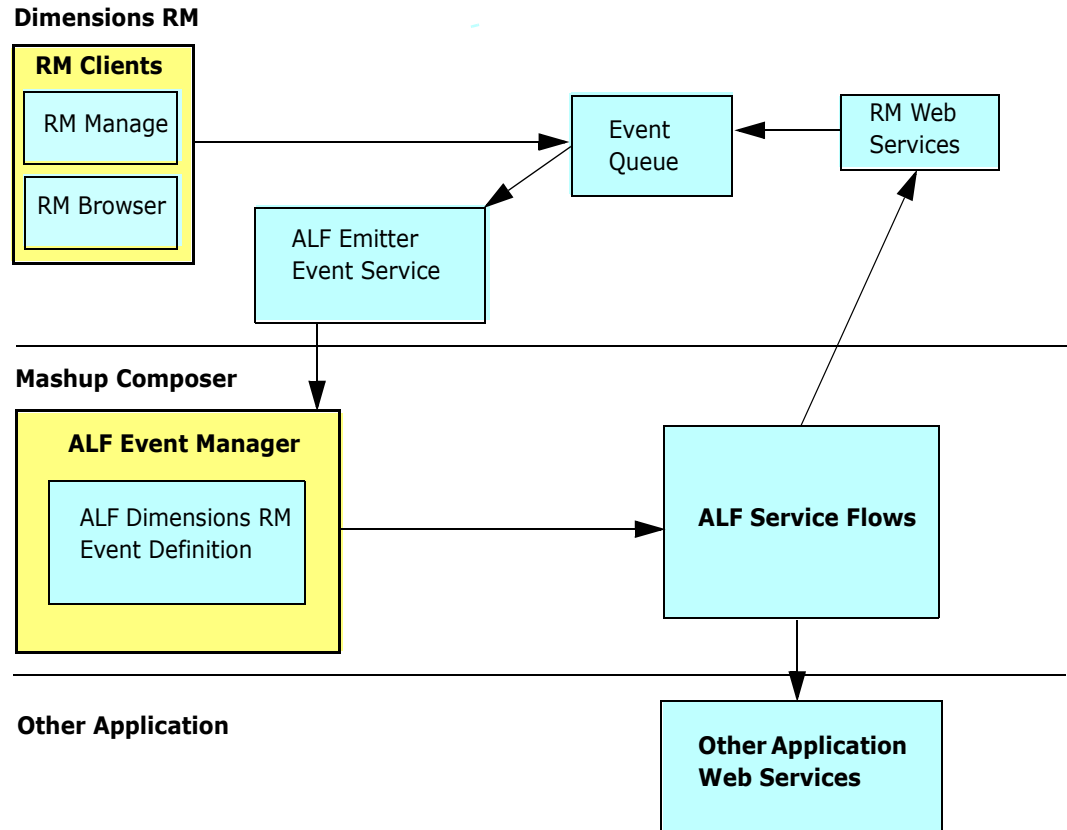 Dimensions RM
RM Clients
RM Manage
RM Browser
Event
Queue
RM Web
Services
ALF Emitter
Event Service
Mashup Composer
ALF Event Manager
ALF Dimensions RM
Event Definition
ALF Service Flows
Other Application
Other Application
Web Services